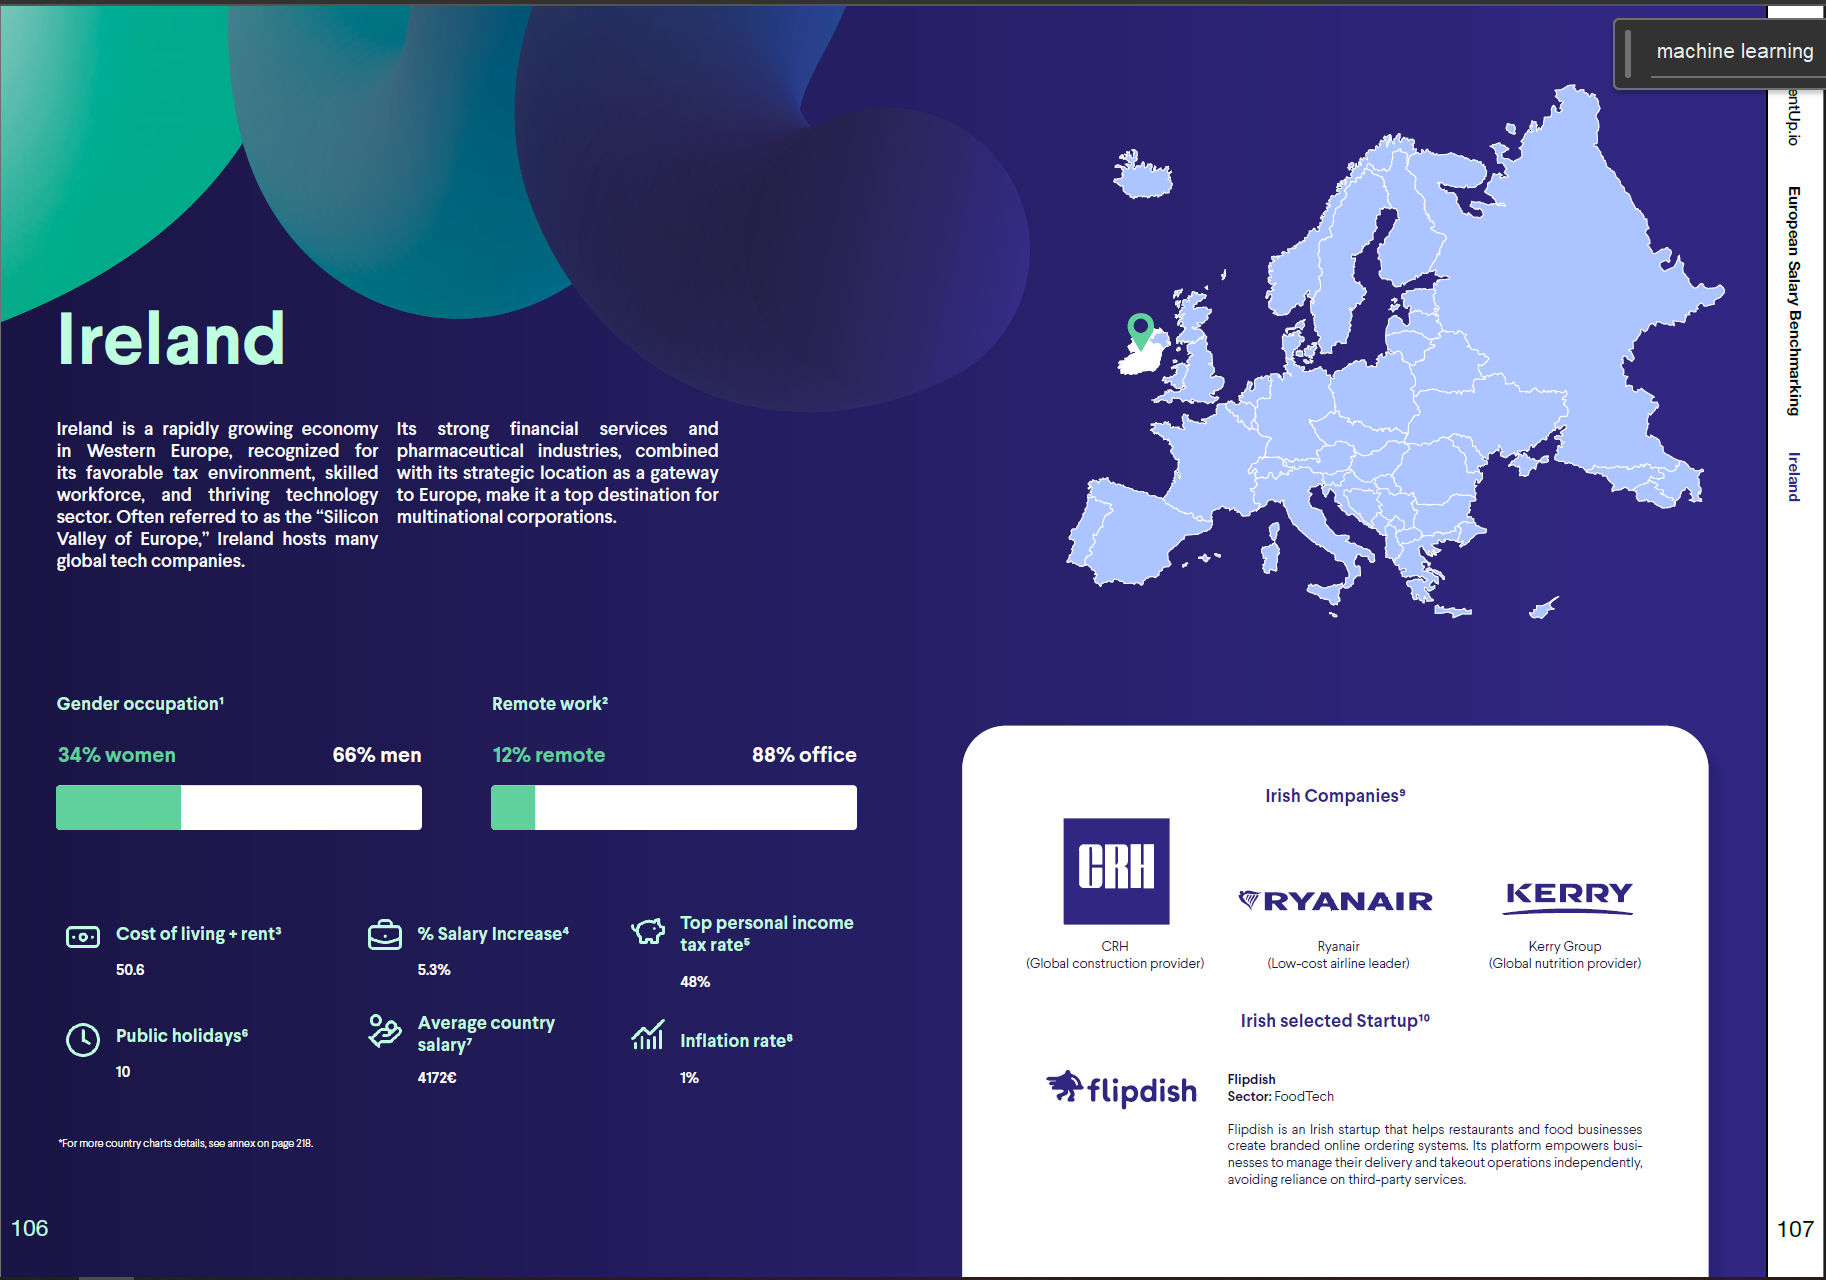 machine learning
entUp.io
European Salary Benchmarking
Ireland
Ireland
Ireland is a rapidly growing economy
in Western Europe, recognized for
its favorable tax environment, skilled
workforce, and thriving technology
sector. Often referred to as the “Silicon
Valley of Europe,” Ireland hosts many
global tech companies.
Its strong financial services and
pharmaceutical industries, combined
with its strategic location as a gateway
to Europe, make it a top destination for
multinational corporations.
Gender occupation¹
34% women
66% men
Remote work²
12% remote
88% office
Cost of living + rent³
50.6
% Salary Increase⁴
5.3%
Top personal income
tax rate⁵
48%
Public holidays⁶
10
Average country
salary⁷
4172€
Inflation rate⁸
1%
*For more country charts details, see annex on page 218.
106
Irish Companies⁹
CRH
RYANAIR
KERRY
CRH
(Global construction provider)
Ryanair
(Low-cost airline leader)
Kerry Group
(Global nutrition provider)
Irish selected Startup¹⁰
flipdish
Flipdish
Sector: FoodTech
Flipdish is an Irish startup that helps restaurants and food businesses
create branded online ordering systems. Its platform empowers busi-
nesses to manage their delivery and takeout operations independently,
avoiding reliance on third-party services.
107